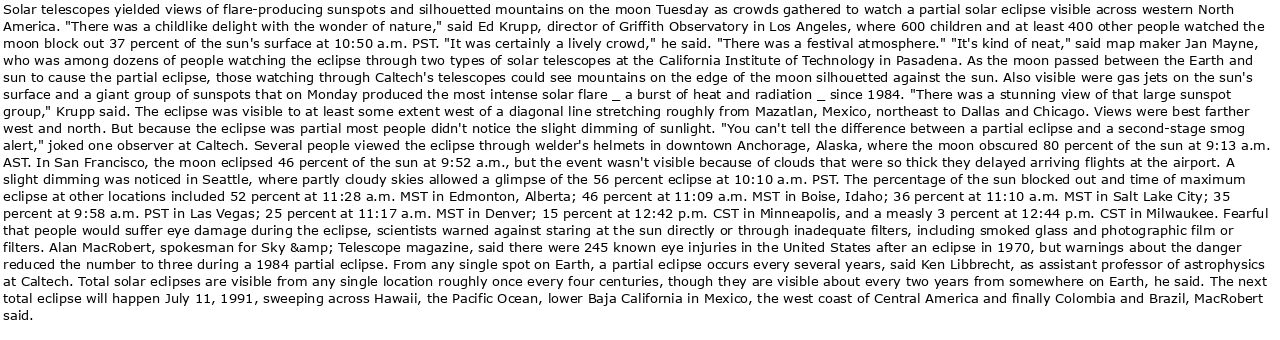 Solar telescopes yielded views of flare-producing sunspots and silhouetted mountains on the moon Tuesday as crowds gathered to watch a partial solar eclipse visible across western North
America. "There was a childlike delight with the wonder of nature," said Ed Krupp, director of Griffith Observatory in Los Angeles, where 600 children and at least 400 other people watched the
moon block out 37 percent of the sun's surface at 10:50 a.m. PST. "It was certainly a lively crowd," he said. "There was a festival atmosphere." "It's kind of neat," said map maker Jan Mayne,
who was among dozens of people watching the eclipse through two types of solar telescopes at the California Institute of Technology in Pasadena. As the moon passed between the Earth and
sun to cause the partial eclipse, those watching through Caltech's telescopes could see mountains on the edge of the moon silhouetted against the sun. Also visible were gas jets on the sun's
surface and a giant group of sunspots that on Monday produced the most intense solar flare _ a burst of heat and radiation _ since 1984. "There was a stunning view of that large sunspot
group," Krupp said. The eclipse was visible to at least some extent west of a diagonal line stretching roughly from Mazatlan, Mexico, northeast to Dallas and Chicago. Views were best farther
west and north. But because the eclipse was partial most people didn't notice the slight dimming of sunlight. "You can't tell the difference between a partial eclipse and a second-stage smog
alert," joked one observer at Caltech. Several people viewed the eclipse through welder's helmets in downtown Anchorage, Alaska, where the moon obscured 80 percent of the sun at 9:13 a.m.
AST. In San Francisco, the moon eclipsed 46 percent of the sun at 9:52 a.m., but the event wasn't visible because of clouds that were so thick they delayed arriving flights at the airport. A
slight dimming was noticed in Seattle, where partly cloudy skies allowed a glimpse of the 56 percent eclipse at 10:10 a.m. PST. The percentage of the sun blocked out and time of maximum
eclipse at other locations included 52 percent at 11:28 a.m. MST in Edmonton, Alberta; 46 percent at 11:09 a.m. MST in Boise, Idaho; 36 percent at 11:10 a.m. MST in Salt Lake City; 35
percent at 9:58 a.m. PST in Las Vegas; 25 percent at 11:17 a.m. MST in Denver; 15 percent at 12:42 p.m. CST in Minneapolis, and a measly 3 percent at 12:44 p.m. CST in Milwaukee. Fearful
that people would suffer eye damage during the eclipse, scientists warned against staring at the sun directly or through inadequate filters, including smoked glass and photographic film or
filters. Alan MacRobert, spokesman for Sky &amp; Telescope magazine, said there were 245 known eye injuries in the United States after an eclipse in 1970, but warnings about the danger
reduced the number to three during a 1984 partial eclipse. From any single spot on Earth, a partial eclipse occurs every several years, said Ken Libbrecht, as assistant professor of astrophysics
at Caltech. Total solar eclipses are visible from any single location roughly once every four centuries, though they are visible about every two years from somewhere on Earth, he said. The next
total eclipse will happen July 11, 1991, sweeping across Hawaii, the Pacific Ocean, lower Baja California in Mexico, the west coast of Central America and finally Colombia and Brazil, MacRobert
said.